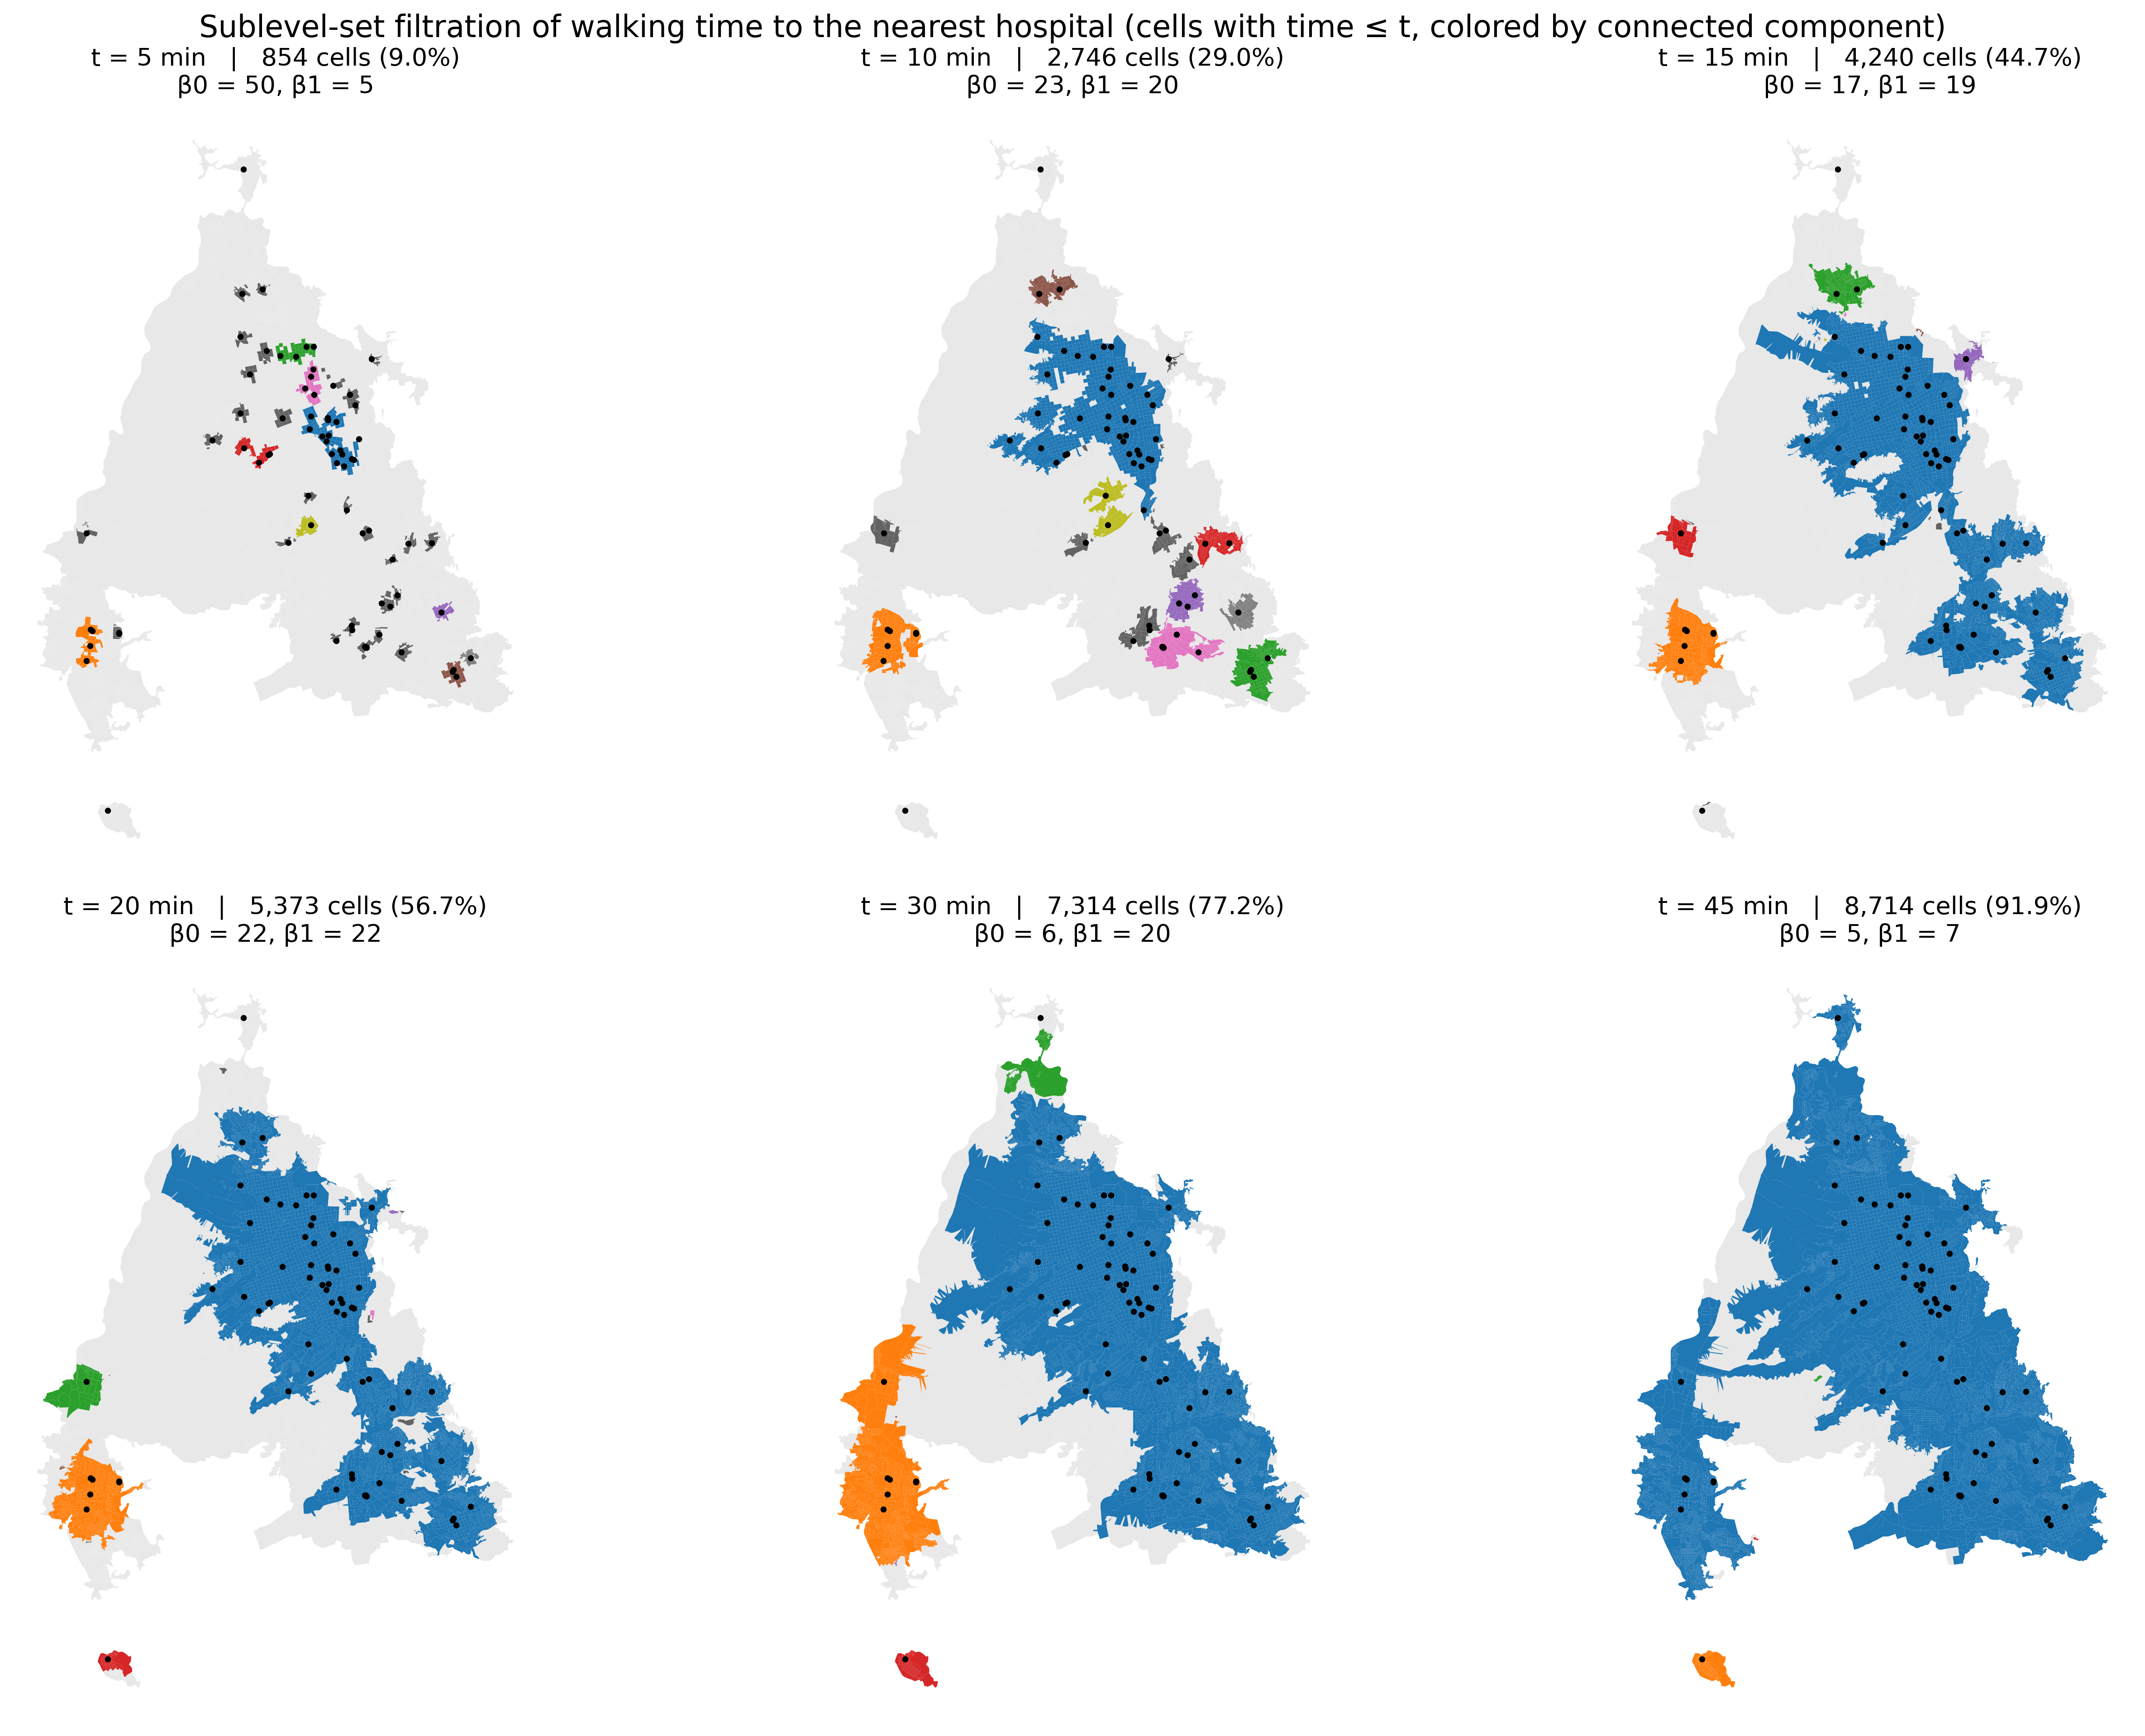 Sublevel-set filtration of walking time to the nearest hospital (cells with time ≤ t, colored by connected component)
t = 5 min | 854 cells (9.0%)
β0 = 50, β1 = 5
t = 10 min | 2,746 cells (29.0%)
β0 = 23, β1 = 20
t = 15 min | 4,240 cells (44.7%)
β0 = 17, β1 = 19
t = 20 min | 5,373 cells (56.7%)
β0 = 22, β1 = 22
t = 30 min | 7,314 cells (77.2%)
β0 = 6, β1 = 20
t = 45 min | 8,714 cells (91.9%)
β0 = 5, β1 = 7